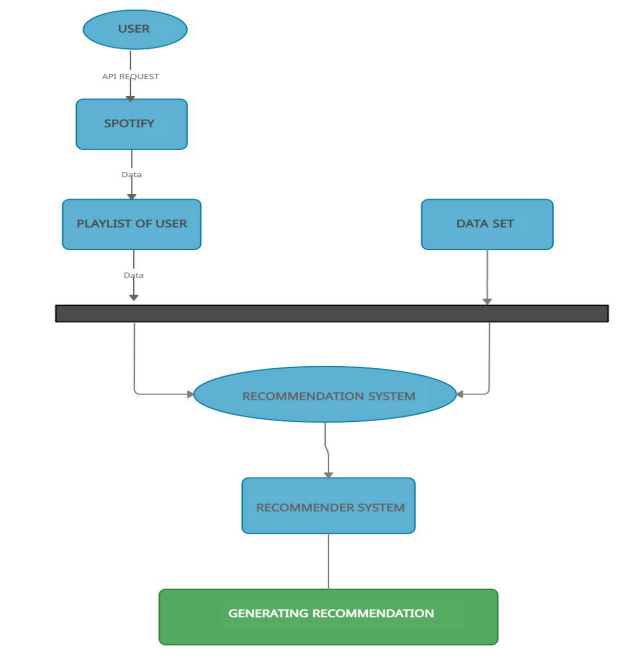 USER
API REQUEST
SPOTIFY
Data
PLAYLIST OF USER
DATA SET
Data
RECOMMENDATION SYSTEM
RECOMMENDER SYSTEM
GENERATING RECOMMENDATION